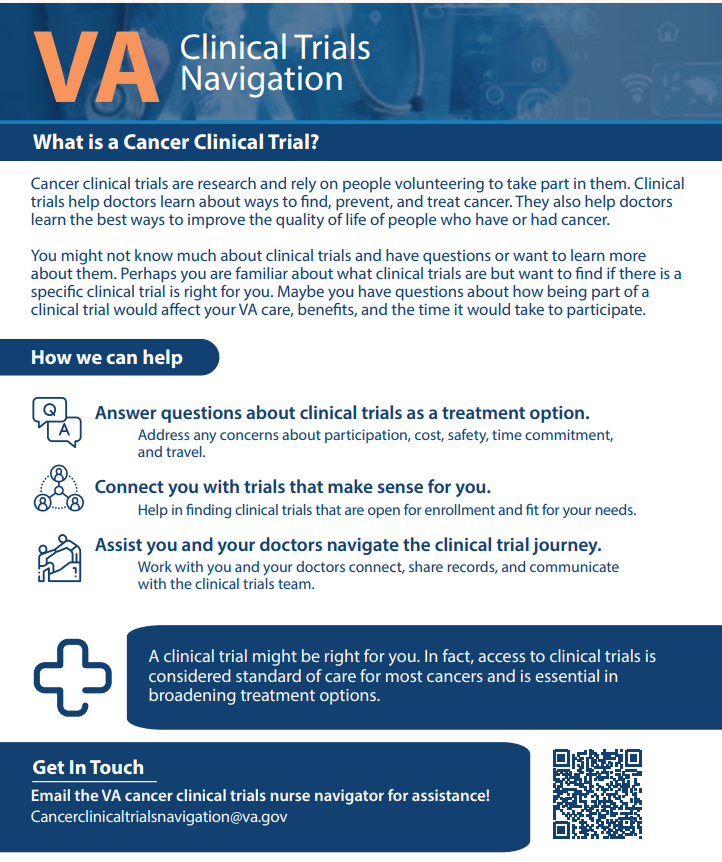 VA
Clinical Trials
Navigation
What is a Cancer Clinical Trial?
Cancer clinical trials are research and rely on people volunteering to take part in them. Clinical
trials help doctors learn about ways to find, prevent, and treat cancer. They also help doctors
learn the best ways to improve the quality of life of people who have or had cancer.
You might not know much about clinical trials and have questions or want to learn more
about them. Perhaps you are familiar about what clinical trials are but want to find if there is a
specific clinical trial is right for you. Maybe you have questions about how being part of a
clinical trial would affect your VA care, benefits, and the time it would take to participate.
How we can help
Q
A
Answer questions about clinical trials as a treatment option.
Address any concerns about participation, cost, safety, time commitment,
and travel.
Connect you with trials that make sense for you.
Help in finding clinical trials that are open for enrollment and fit for your needs.
Assist you and your doctors navigate the clinical trial journey.
Work with you and your doctors connect, share records, and communicate
with the clinical trials team.
A clinical trial might be right for you. In fact, access to clinical trials is
considered standard of care for most cancers and is essential in
broadening treatment options.
Get In Touch
Email the VA cancer clinical trials nurse navigator for assistance!
Cancerclinicaltrialsnavigation@va.gov